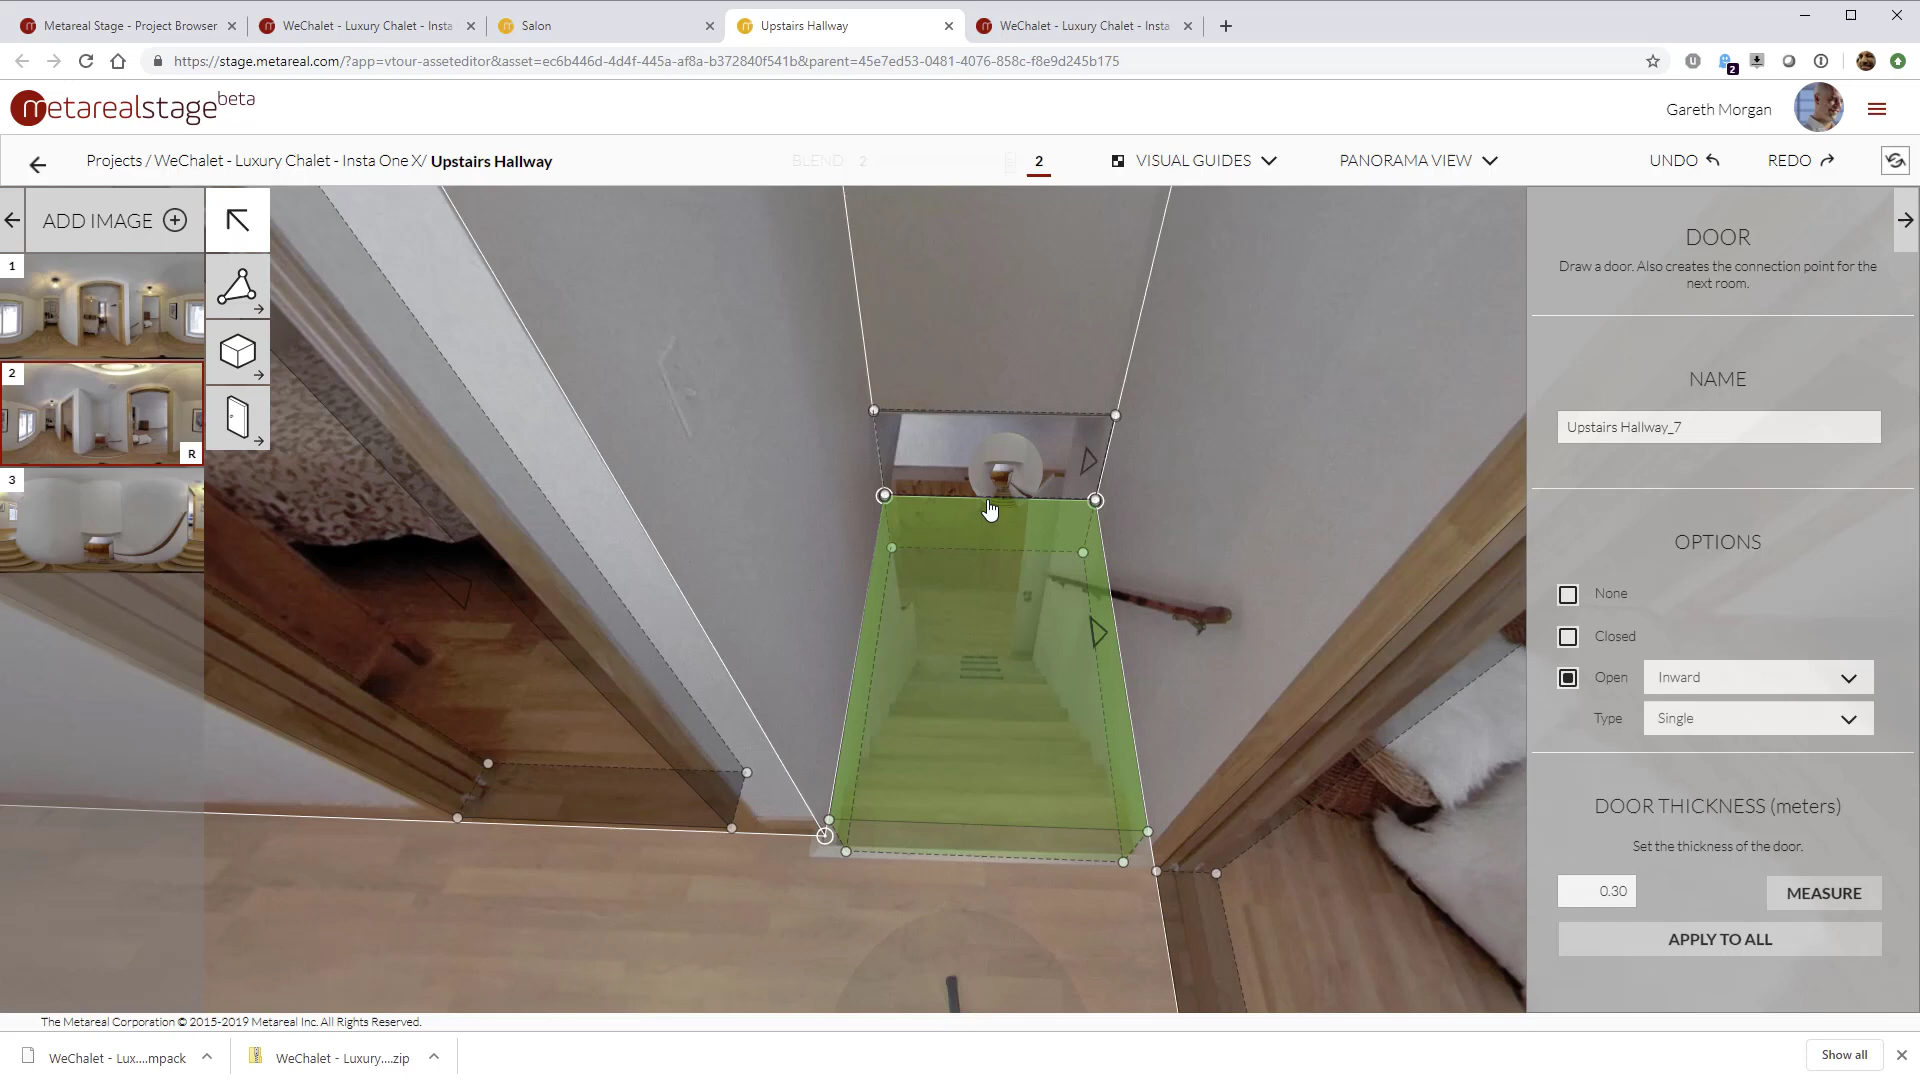 Metareal Stage - Project Browser
WeChalet - Luxury Chalet - Insta
Salon
Upstairs Hallway
WeChalet - Luxury Chalet - Insta
https://stage.metareal.com/?app=vtour-asseteditor&asset=ec6b446d-4d4f-445a-af8a-b372840f541b&parent=45e7ed53-0481-4076-858c-f8e9d245b175
2
metarealstage beta
Gareth Morgan
Projects / WeChalet - Luxury Chalet - Insta One X/ Upstairs Hallway
BLEND 2
2
VISUAL GUIDES
PANORAMA VIEW
UNDO
REDO
ADD IMAGE
1
2
R
3
DOOR
Draw a door. Also creates the connection point for the
next room.
NAME
Upstairs Hallway_7
OPTIONS
None
Closed
Open
Inward
Type
Single
DOOR THICKNESS (meters)
Set the thickness of the door.
0.30
MEASURE
APPLY TO ALL
The Metareal Corporation © 2015-2019 Metareal Inc. All Rights Reserved.
WeChalet - Lux....mpack
WeChalet - Luxury....zip
Show all